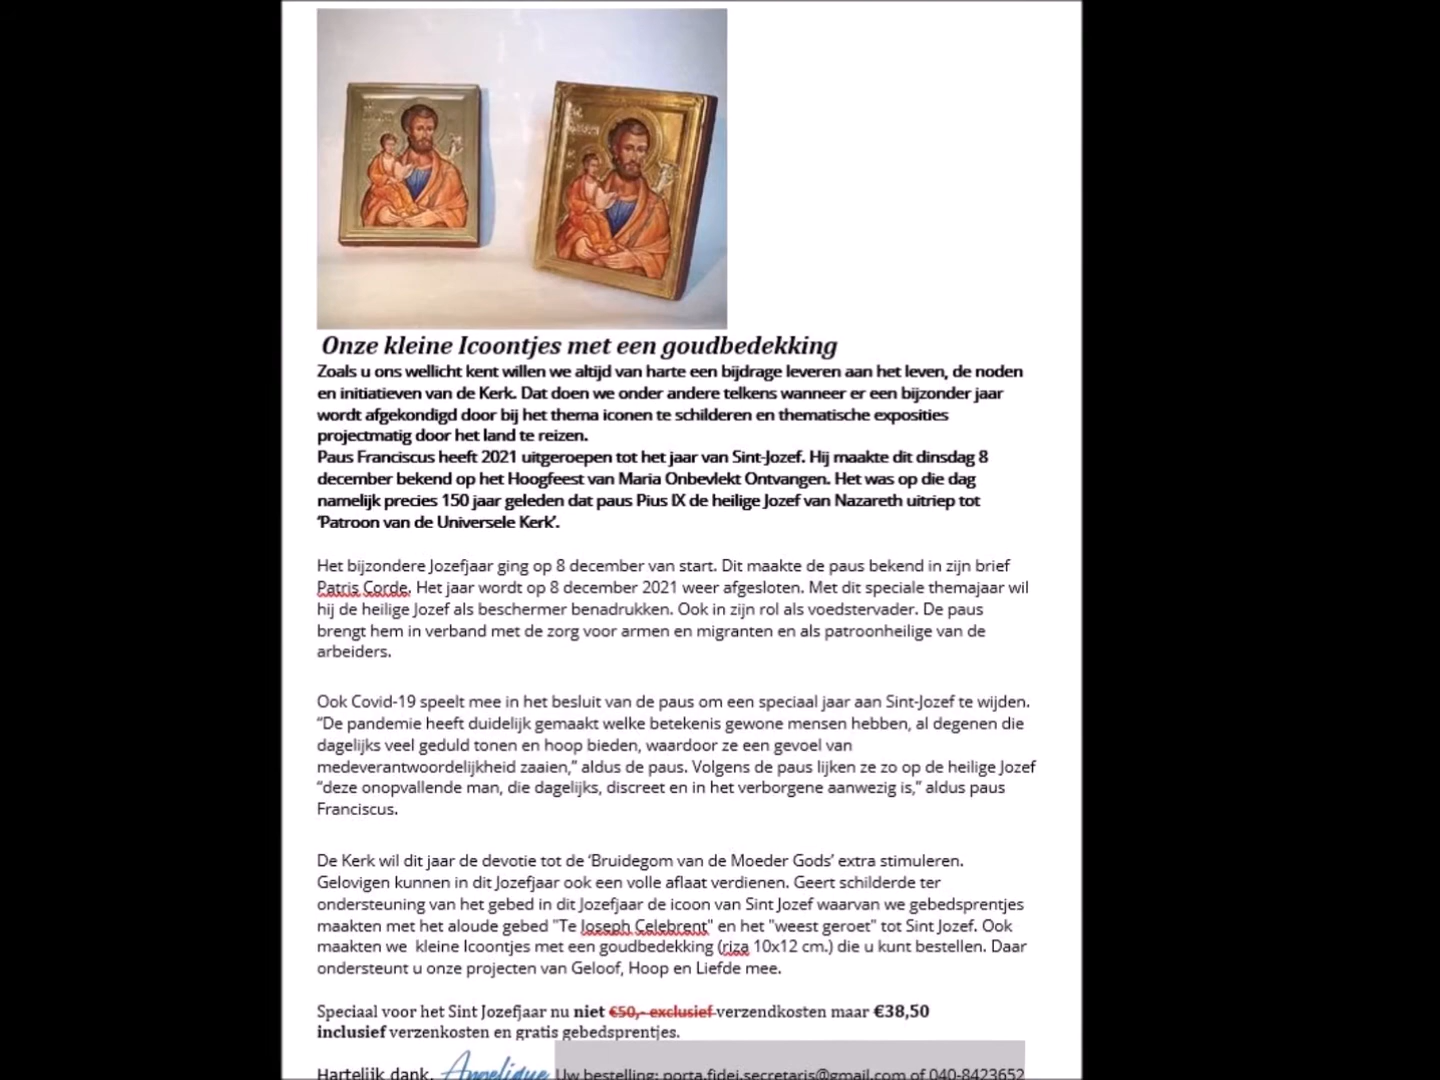 Onze kleine Icoontjes met een goudbedekking
Zoals u ons wellicht kent willen we altijd van harte een bijdrage leveren aan het leven, de noden
en initiatieven van de Kerk. Dat doen we onder andere telkens wanneer er een bijzonder jaar
wordt afgekondigd door bij het thema iconen te schilderen en thematische exposities
projectmatig door het land te reizen.
Paus Franciscus heeft 2021 uitgeroepen tot het jaar van Sint-Jozef. Hij maakte dit dinsdag 8
december bekend op het Hoogfeest van Maria Onbevlekt Ontvangen. Het was op die dag
namelijk precies 150 jaar geleden dat paus Pius IX de heilige Jozef van Nazareth uitriep tot
‘Patroon van de Universele Kerk’.
Het bijzondere Jozefjaar ging op 8 december van start. Dit maakte de paus bekend in zijn brief
Patris Corde. Het jaar wordt op 8 december 2021 weer afgesloten. Met dit speciale themajaar wil
hij de heilige Jozef als beschermer benadrukken. Ook in zijn rol als voedstervader. De paus
brengt hem in verband met de zorg voor armen en migranten en als patroonheilige van de
arbeiders.
Ook Covid-19 speelt mee in het besluit van de paus om een speciaal jaar aan Sint-Jozef te wijden.
“De pandemie heeft duidelijk gemaakt welke betekenis gewone mensen hebben, al degenen die
dagelijks veel geduld tonen en hoop bieden, waardoor ze een gevoel van
medeverantwoordelijkheid zaaien,” aldus de paus. Volgens de paus lijken ze zo op de heilige Jozef
“deze onopvallende man, die dagelijks, discreet en in het verborgene aanwezig is,” aldus paus
Franciscus.
De Kerk wil dit jaar de devotie tot de ‘Bruidegom van de Moeder Gods’ extra stimuleren.
Gelovigen kunnen in dit Jozefjaar ook een volle aflaat verdienen. Geert schilderde ter
ondersteuning van het gebed in dit Jozefjaar de icoon van Sint Jozef waarvan we gebedsprentjes
maakten met het aloude gebed "Te Joseph Celebrent" en het "weest geroet" tot Sint Jozef. Ook
maakten we kleine Icoontjes met een goudbedekking (riza 10x12 cm.) die u kunt bestellen. Daar
ondersteunt u onze projecten van Geloof, Hoop en Liefde mee.
Speciaal voor het Sint Jozefjaar nu niet €50,- exclusief verzendkosten maar €38,50
inclusief verzenkosten en gratis gebedsprentjes.
Hartelijk dank, Angelique Uw bestelling: porta.fidei.secretaris@gmail.com of 040-8423652